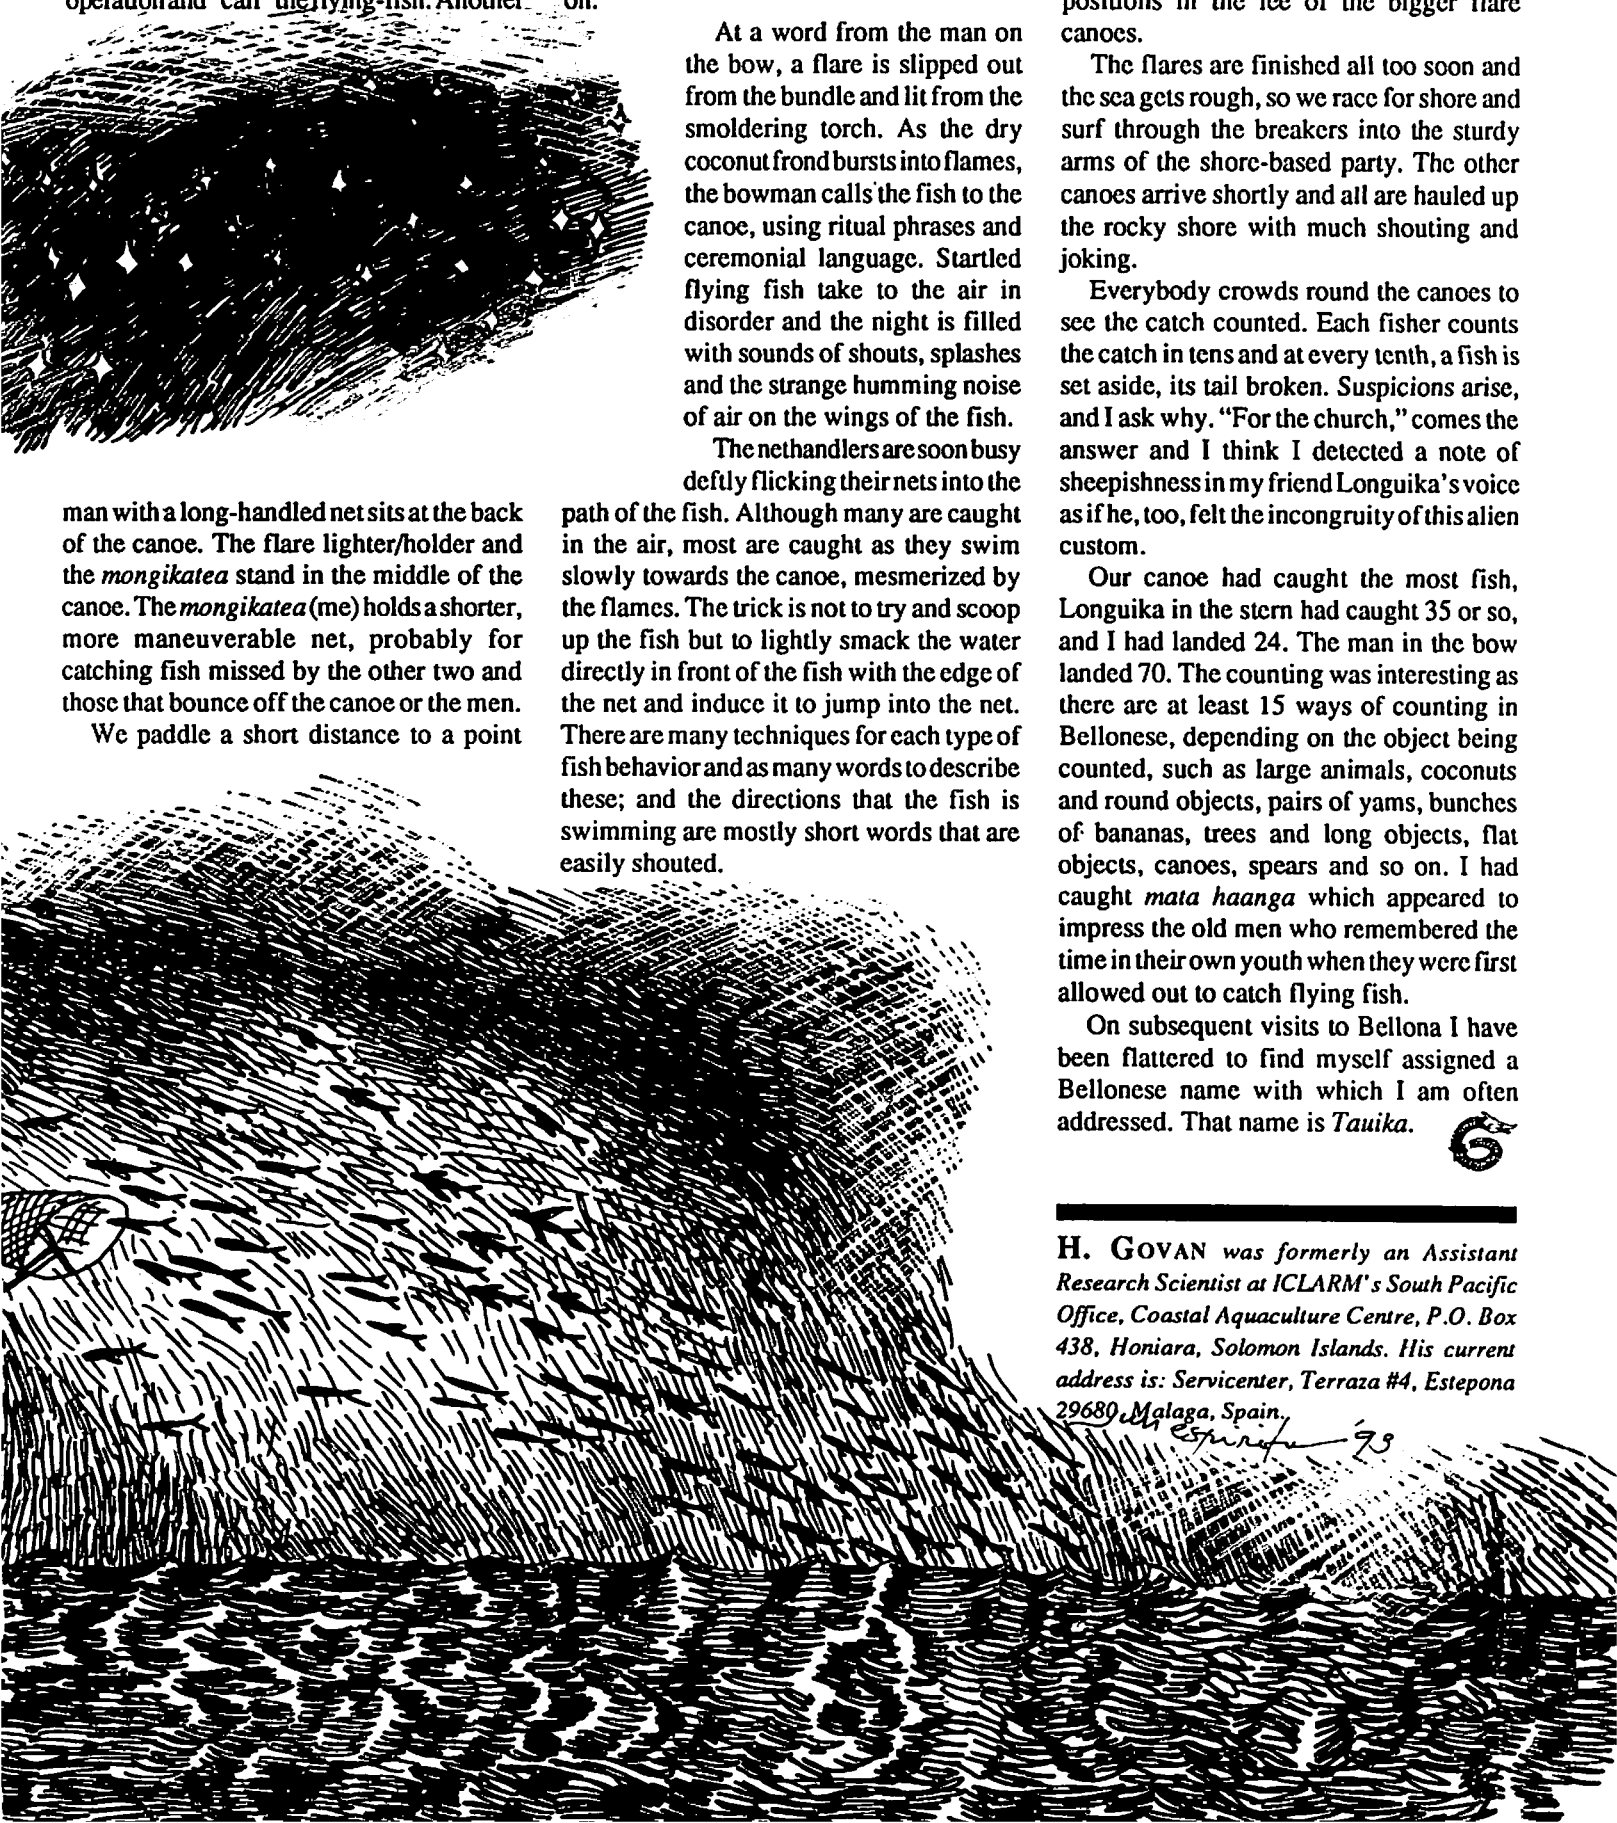 operation and call the flying-fish. Another
man with a long-handled net sits at the back
of the canoe. The flare lighter/holder and
the mongikatea stand in the middle of the
canoe. The mongikatea (me) holds a shorter,
more maneuverable net, probably for
catching fish missed by the other two and
those that bounce off the canoe or the men.
We paddle a short distance to a point
on.
At a word from the man on
the bow, a flare is slipped out
from the bundle and lit from the
smoldering torch. As the dry
coconut frond bursts into flames,
the bowman calls the fish to the
canoe, using ritual phrases and
ceremonial language. Startled
flying fish take to the air in
disorder and the night is filled
with sounds of shouts, splashes
and the strange humming noise
of air on the wings of the fish.
The nethandlers are soon busy
deftly flicking their nets into the
path of the fish. Although many are caught
in the air, most are caught as they swim
slowly towards the canoe, mesmerized by
the flames. The trick is not to try and scoop
up the fish but to lightly smack the water
directly in front of the fish with the edge of
the net and induce it to jump into the net.
There are many techniques for each type of
fish behavior and as many words to describe
these; and the directions that the fish is
swimming are mostly short words that are
easily shouted.
positions in the lee of the bigger flare
canoes.
The flares are finished all too soon and
the sea gets rough, so we race for shore and
surf through the breakers into the sturdy
arms of the shore-based party. The other
canoes arrive shortly and all are hauled up
the rocky shore with much shouting and
joking.
Everybody crowds round the canoes to
see the catch counted. Each fisher counts
the catch in tens and at every tenth, a fish is
set aside, its tail broken. Suspicions arise,
and I ask why. “For the church,” comes the
answer and I think I detected a note of
sheepishness in my friend Longuika's voice
as if he, too, felt the incongruity of this alien
custom.
Our canoe had caught the most fish,
Longuika in the stern had caught 35 or so,
and I had landed 24. The man in the bow
landed 70. The counting was interesting as
there are at least 15 ways of counting in
Bellonese, depending on the object being
counted, such as large animals, coconuts
and round objects, pairs of yams, bunches
of bananas, trees and long objects, flat
objects, canoes, spears and so on. I had
caught mata haanga which appeared to
impress the old men who remembered the
time in their own youth when they were first
allowed out to catch flying fish.
On subsequent visits to Bellona I have
been flattered to find myself assigned a
Bellonese name with which I am often
addressed. That name is Tauika.
H. GOVAN was formerly an Assistant
Research Scientist at ICLARM's South Pacific
Office, Coastal Aquaculture Centre, P.O. Box
438, Honiara, Solomon Islands. His current
address is: Servicenter, Terraza #4, Estepona
29680, Malaga, Spain.
'93